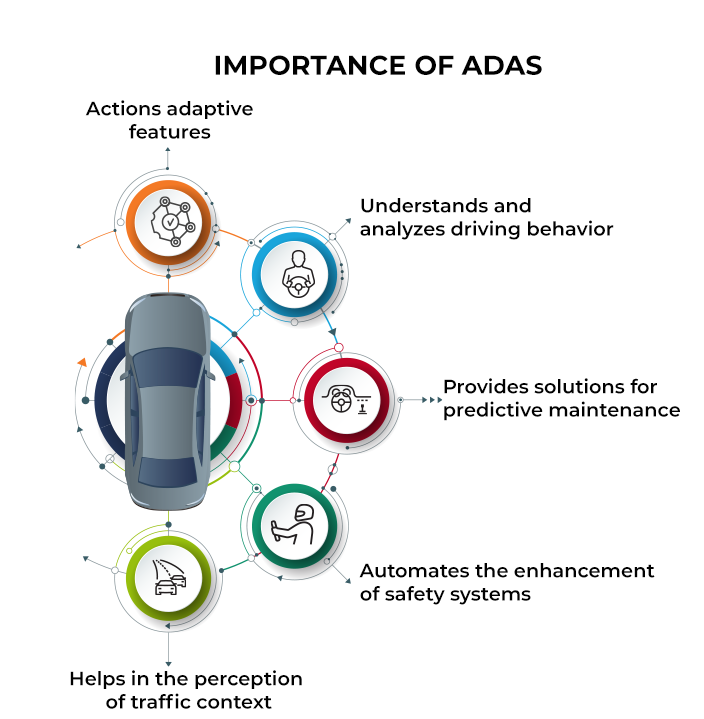 IMPORTANCE OF ADAS
Actions adaptive
features
Understands and
analyzes driving behavior
Provides solutions for
predictive maintenance
Automates the enhancement
of safety systems
Helps in the perception
of traffic context